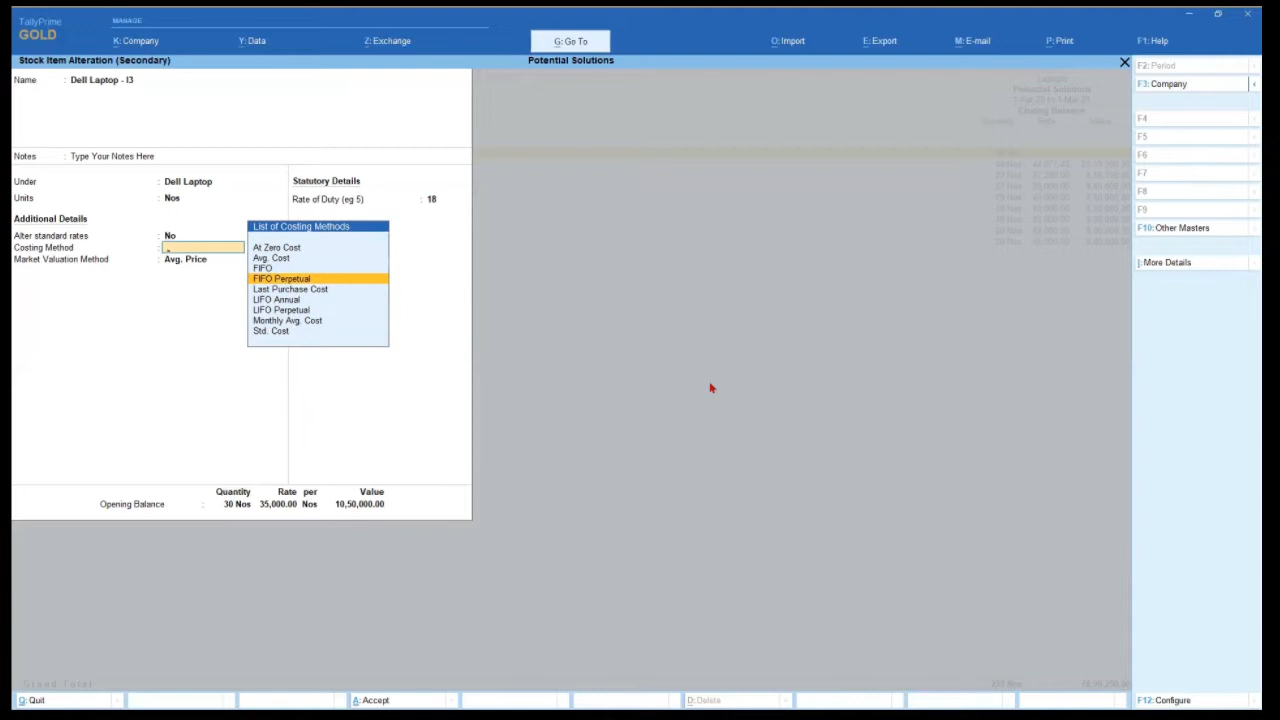 TallyPrime
GOLD
MANAGE
K: Company
Y: Data
Z: Exchange
G: Go To
O: Import
E: Export
M: E-mail
P: Print
F1: Help
Stock Item Alteration (Secondary)
Potential Solutions
F2: Period
F3: Company
Name : Dell Laptop - I3
Potential Solutions
Closing Balance
F4
F5
Notes : Type Your Notes Here
F6
F7
Under : Dell Laptop
Statutory Details
F8
Units : Nos
Rate of Duty (eg 5) : 18
F9
Additional Details
F10: Other Masters
Alter standard rates : No
Costing Method :
Market Valuation Method : Avg. Price
List of Costing Methods
At Zero Cost
Avg. Cost
FIFO
FIFO Perpetual
Last Purchase Cost
LIFO Annual
LIFO Perpetual
Monthly Avg. Cost
Std. Cost
I: More Details
Quantity Rate per Value
Opening Balance : 30 Nos 35,000.00 Nos 10,50,000.00
Grand Total
Q: Quit
A: Accept
D: Delete
F12: Configure